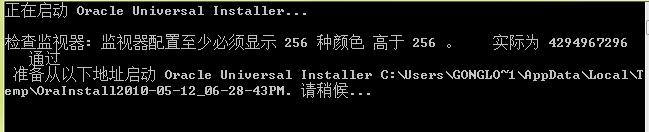 正在启动 Oracle Universal Installer...
检查监视器: 监视器配置至少必须显示 256 种颜色 高于 256 。 实际为 4294967296
通过
准备从以下地址启动 Oracle Universal Installer C:\Users\GONGLO~1\AppData\Local\T
emp\OraInstall2010-05-12_06-28-43PM. 请稍候...